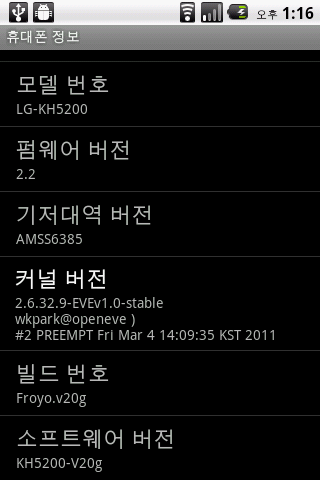 오후 1:16
휴대폰 정보
모델 번호
LG-KH5200
펌웨어 버전
2.2
기저대역 버전
AMSS6385
커널 버전
2.6.32.9-EVEv1.0-stable
wkpark@openeve )
#2 PREEMPT Fri Mar 4 14:09:35 KST 2011
빌드 번호
Froyo.v20g
소프트웨어 버전
KH5200-V20g